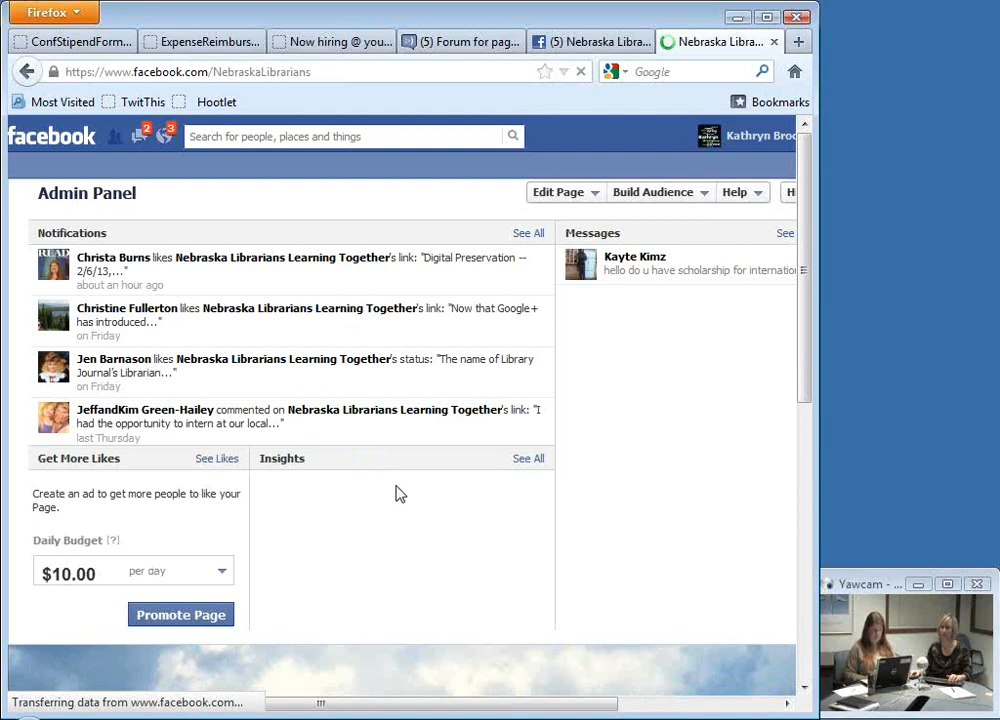 Firefox
ConfStipendForm...
ExpenseReimburs...
Now hiring @ you...
(5) Forum for pag...
(5) Nebraska Libra...
Nebraska Libra...
https://www.facebook.com/NebraskaLibrarians
Google
Most Visited
TwitThis
Hootlet
Bookmarks
facebook
2
3
Search for people, places and things
Kathryn Broc
Admin Panel
Edit Page
Build Audience
Help
Hi
Notifications
See All
Christa Burns likes Nebraska Librarians Learning Together's link: "Digital Preservation --
2/6/13,..."
about an hour ago
Christine Fullerton likes Nebraska Librarians Learning Together's link: "Now that Google+
has introduced..."
on Friday
Jen Barnason likes Nebraska Librarians Learning Together's status: "The name of Library
Journal's Librarian..."
on Friday
JeffandKim Green-Hailey commented on Nebraska Librarians Learning Together's link: "I
had the opportunity to intern at our local..."
last Thursday
Messages
See
Kayte Kimz
hello do u have scholarship for internatio
Get More Likes
See Likes
Create an ad to get more people to like your
Page.
Daily Budget [?]
$10.00
per day
Promote Page
Insights
See All
Transferring data from www.facebook.com...
Yawcam - ...
READ